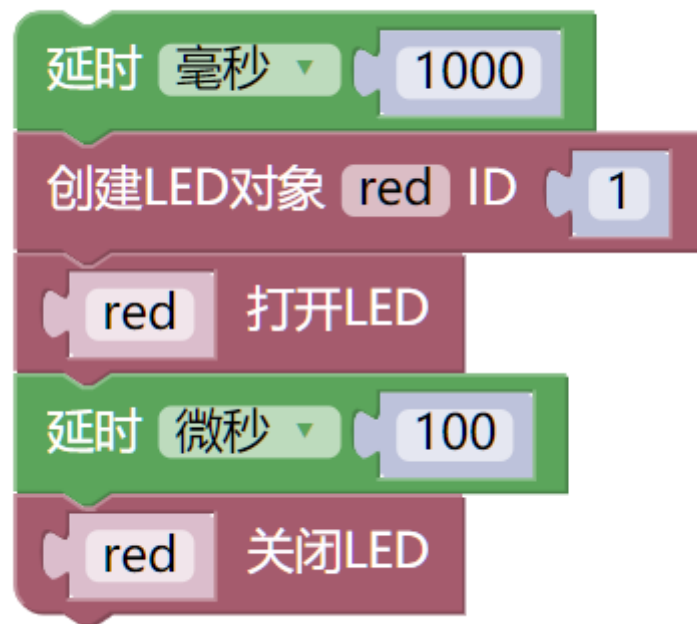 延时 毫秒 1000
创建LED对象 red ID 1
red 打开LED
延时 微秒 100
red 关闭LED